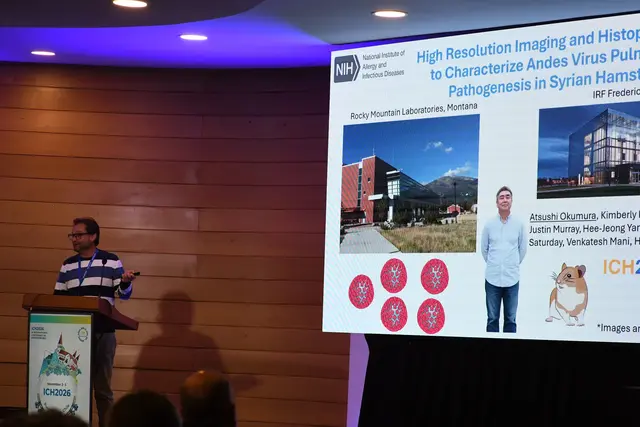 NIH
National Institute of
Allergy and
Infectious Diseases
High Resolution Imaging and Histop
to Characterize Andes Virus Pulm
Pathogenesis in Syrian Hamst
Rocky Mountain Laboratories, Montana
IRF Frederic
Atsushi Okumura, Kimberly
Justin Murray, Hee-Jeong Yan
Saturday, Venkatesh Mani, H
ICH2
*Images ar
ICH2026